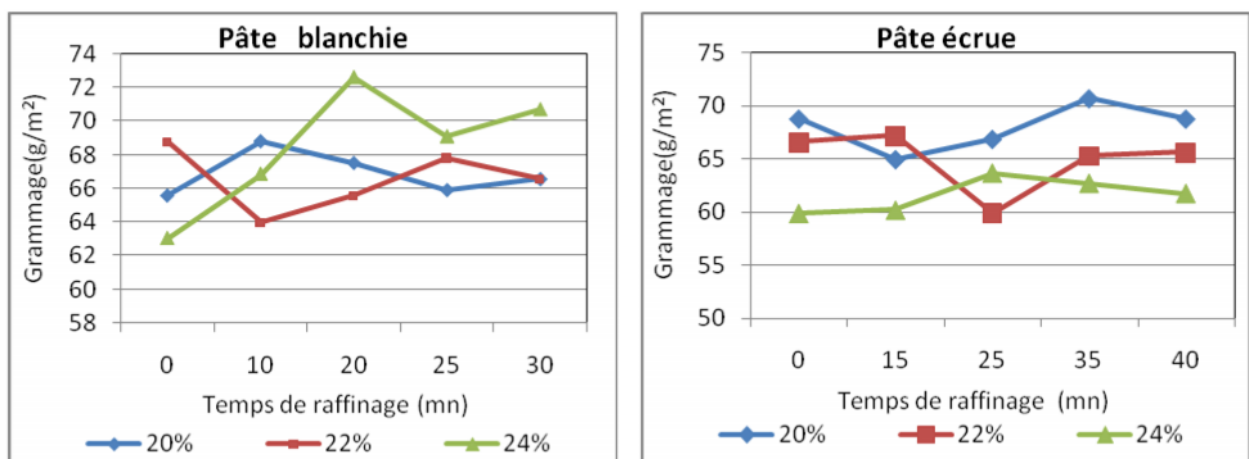 Pâte blanchie
Grammage(g/m²)
74
72
70
68
66
64
62
60
58
0 10 20 25 30
Temps de raffinage (mn)
20% 22% 24%
Pâte écrue
Grammage(g/m²)
75
70
65
60
55
50
0 15 25 35 40
Temps de raffinage (mn)
20% 22% 24%